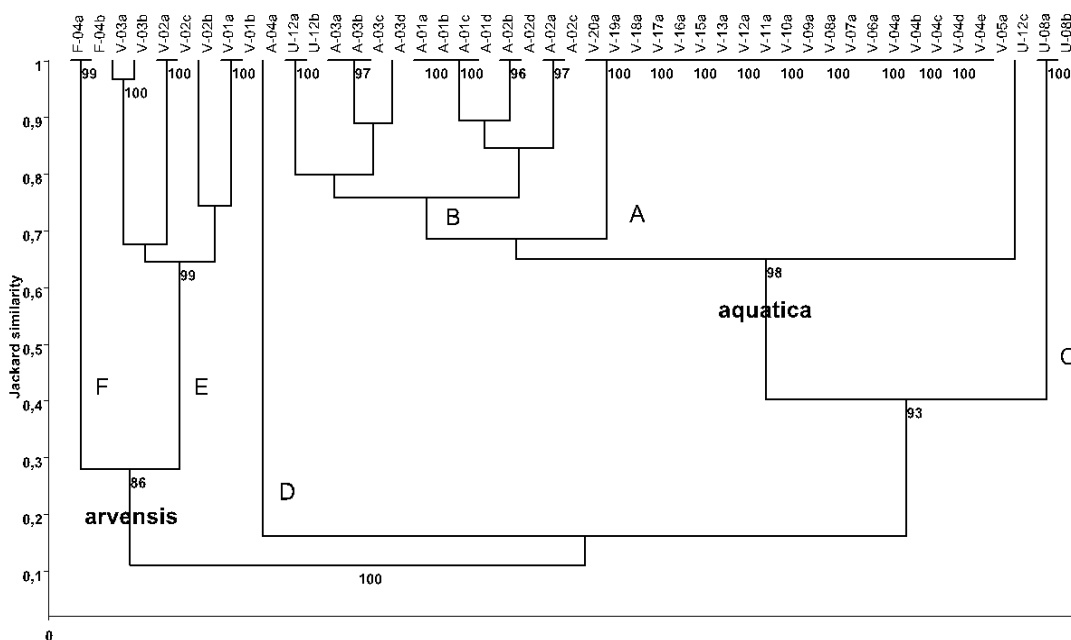 F-04a F-04b V-03a V-03b V-02a V-02c V-02b V-01a V-01b A-04a U-12a U-12b A-03a A-03b A-03c A-03d A-01a A-01b A-01c A-01d A-02b A-02d A-02a A-02c V-20a V-19a V-18a V-17a V-16a V-15a V-13a V-12a V-11a V-10a V-09a V-08a V-07a V-06a V-04a V-04b V-04c V-04d V-04e V-05a U-12c U-08a U-08b
1
99 100 100 100 97 100 100 96 97 100 100 100 100 100 100 100 100 100 100
100
0,9
0,8
0,7
B A
99 98
0,6
aquatica
0,5
Jackard similarity
C
F E
0,4
93
0,3
86
D
0,2
arvensis
0,1
100
0